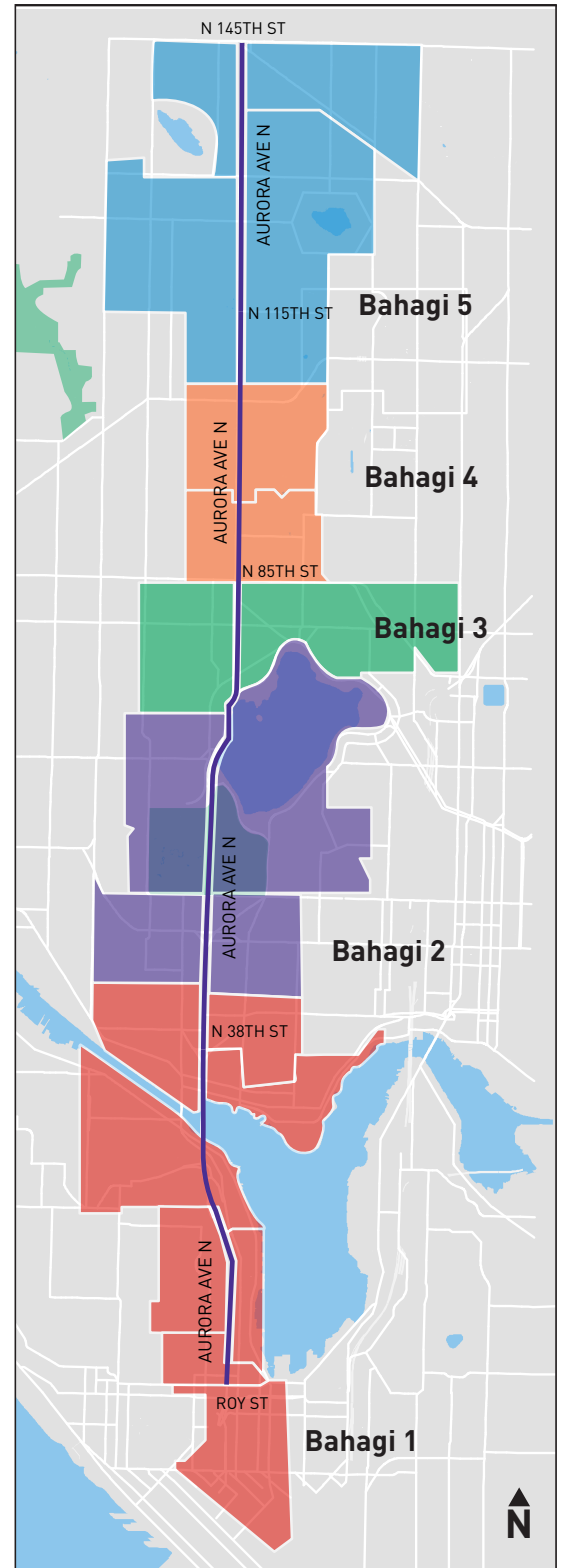 N 145TH ST
AURORA AVE N
N 115TH ST
Bahagi 5
AURORA AVE N
Bahagi 4
N 85TH ST
Bahagi 3
AURORA AVE N
Bahagi 2
N 38TH ST
AURORA AVE N
ROY ST
Bahagi 1
N